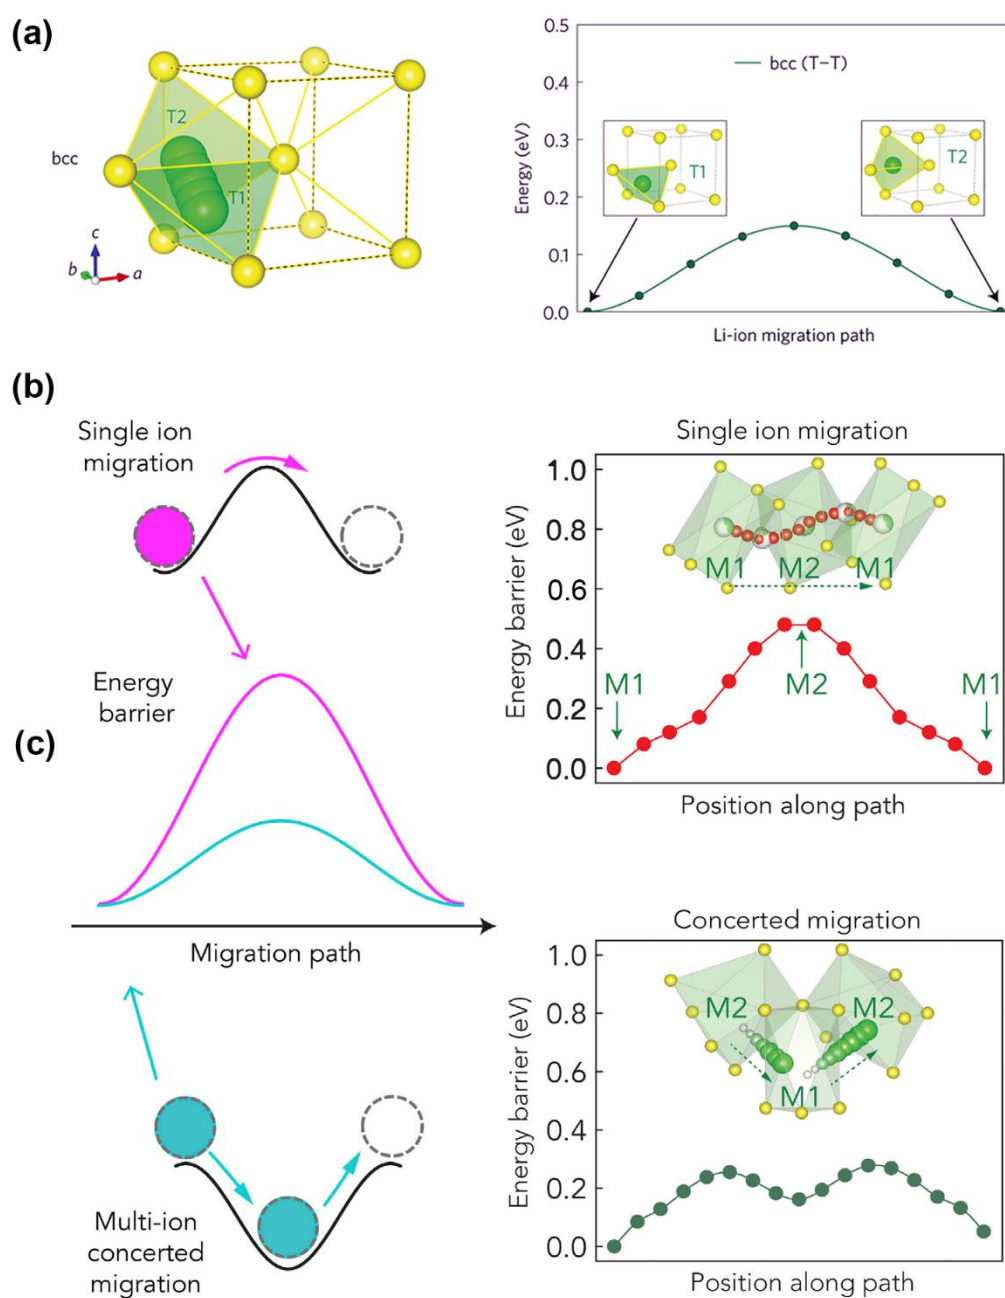 (a)
bcc
T2
T1
c
b
a
Energy (eV)
0.5
0.4
0.3
0.2
0.1
0.0
bcc (T–T)
T1
T2
Li-ion migration path
(b)
Single ion
migration
Energy
barrier
Single ion migration
Energy barrier (eV)
1.0
0.8
0.6
0.4
0.2
0.0
M1 M2 M1
M1
M2
M1
Position along path
(c)
Migration path
Multi-ion
concerted
migration
Concerted migration
Energy barrier (eV)
1.0
0.8
0.6
0.4
0.2
0.0
M2
M2
M1
Position along path